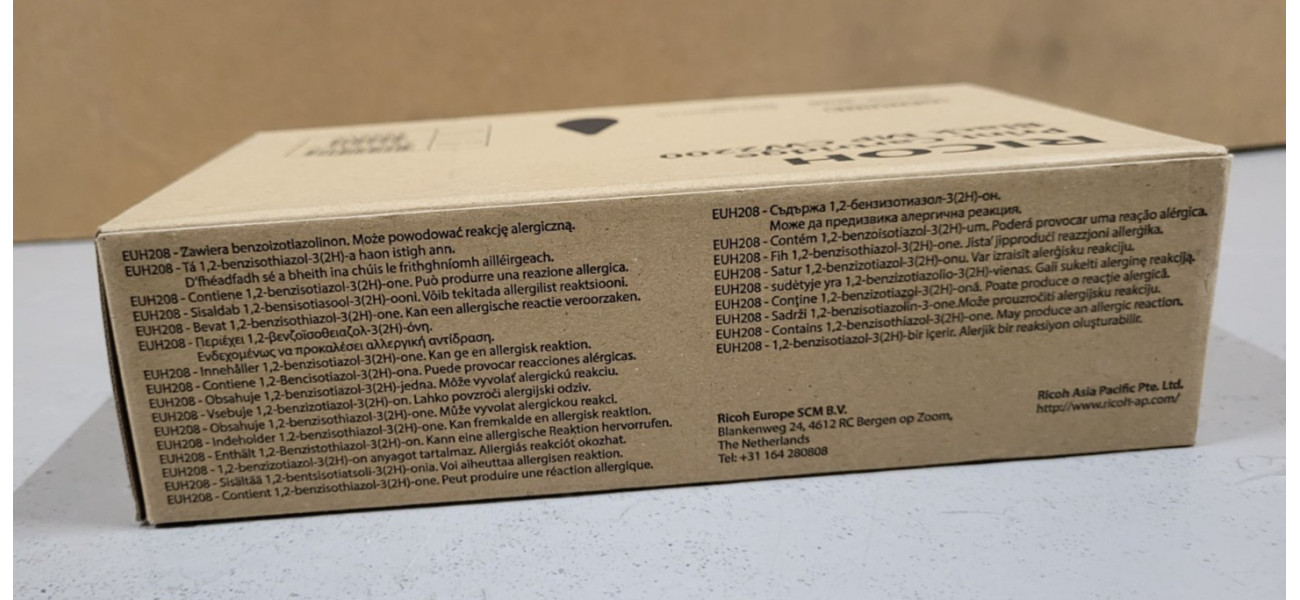 RICOH
Print Cartridge
Black MP CW2200
EUH208 - Zawiera benzoizotiazolinon. Może powodować reakcję alergiczną.
EUH208 - Tá 1,2-benzisothiazol-3(2H)-a haon istigh ann.
D'fhéadfadh sé a bheith ina chúis le frithghníomh ailléirgeach.
EUH208 - Contiene 1,2-benzisotiazol-3(2H)-one. Può produrre una reazione allergica.
EUH208 - Sisaldab 1,2-bensisotiasool-3(2H)-ooni. Võib tekitada allergilist reaktsiooni.
EUH208 - Bevat 1,2-benzisothiazol-3(2H)-one. Kan een allergische reactie veroorzaken.
EUH208 - Περιέχει 1,2-βενζοϊσοθειαζολ-3(2H)-όνη.
Ενδεχομένως να προκαλέσει αλλεργική αντίδραση.
EUH208 - Innehåller 1,2-benzisotiazol-3(2H)-one. Kan ge en allergisk reaktion.
EUH208 - Contiene 1,2-Bencisotiazol-3(2H)-ona. Puede provocar reacciones alérgicas.
EUH208 - Obsahuje 1,2-benzisotiazol-3(2H)-jedna. Môže vyvolať alergickú reakciu.
EUH208 - Vsebuje 1,2-benzizotiazol-3(2H)-on. Lahko povzroči alergijski odziv.
EUH208 - Obsahuje 1,2-benzisothiazol-3(2H)-one. Může vyvolat alergickou reakci.
EUH208 - Indeholder 1,2-benzisothiazol-3(2H)-one. Kan fremkalde en allergisk reaktion.
EUH208 - Enthält 1,2-Benzistothiazol-3(2H)-on. Kann eine allergische Reaktion hervorrufen.
EUH208 - 1,2-benzizotiazol-3(2H)-on anyagot tartalmaz. Allergiás reakciót okozhat.
EUH208 - Sisältää 1,2-bentsisotiatsoli-3(2H)-onia. Voi aiheuttaa allergisen reaktion.
EUH208 - Contient 1,2-benzisothiazol-3(2H)-one. Peut produire une réaction allergique.
EUH208 - Съдържа 1,2-бензизотиазол-3(2H)-он.
Може да предизвика алергична реакция.
EUH208 - Contém 1,2-benzoisotiazol-3(2H)-um. Poderá provocar uma reação alérgica.
EUH208 - Fih 1,2-benzisothiazol-3(2H)-one. Jista' jipproduċi reazzjoni allerġika.
EUH208 - Satur 1,2-benzizotiazol-3(2H)-onu. Var izraisīt alerģisku reakciju.
EUH208 - sudėtyje yra 1,2-benzizotiazolio-3(2H)-vienas. Gali sukelti alerginę reakciją.
EUH208 - Conține 1,2-benzizotiazol-3(2H)-onă. Poate produce o reacție alergică.
EUH208 - Sadrži 1,2-benzisotiazolin-3-one.Može prouzročiti alergijsku reakciju.
EUH208 - Contains 1,2-benzisothiazol-3(2H)-one. May produce an allergic reaction.
EUH208 - 1,2-benzisotiazol-3(2H)-bir içerir. Alerjik bir reaksiyon oluşturabilir.
Ricoh Europe SCM B.V.
Blankenweg 24, 4612 RC Bergen op Zoom,
The Netherlands
Tel: +31 164 280808
Ricoh Asia Pacific Pte. Ltd.
http://www.ricoh-ap.com/